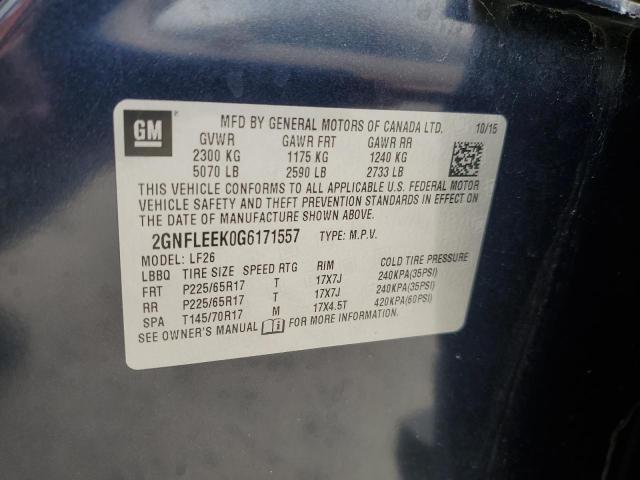 GM
MFD BY GENERAL MOTORS OF CANADA LTD. 10/15
GVWR GAWR FRT GAWR RR
2300 KG 1175 KG 1240 KG
5070 LB 2590 LB 2733 LB
THIS VEHICLE CONFORMS TO ALL APPLICABLE U.S. FEDERAL MOTOR
VEHICLE SAFETY AND THEFT PREVENTION STANDARDS IN EFFECT ON
THE DATE OF MANUFACTURE SHOWN ABOVE.
2GNFLEEK0G6171557 TYPE: M.P.V.
MODEL: LF26
LBBQ TIRE SIZE SPEED RTG RIM COLD TIRE PRESSURE
FRT P225/65R17 T 17X7J 240KPA(35PSI)
RR P225/65R17 T 17X7J 240KPA(35PSI)
SPA T145/70R17 M 17X4.5T 420KPA(60PSI)
SEE OWNER'S MANUAL FOR MORE INFORMATION.